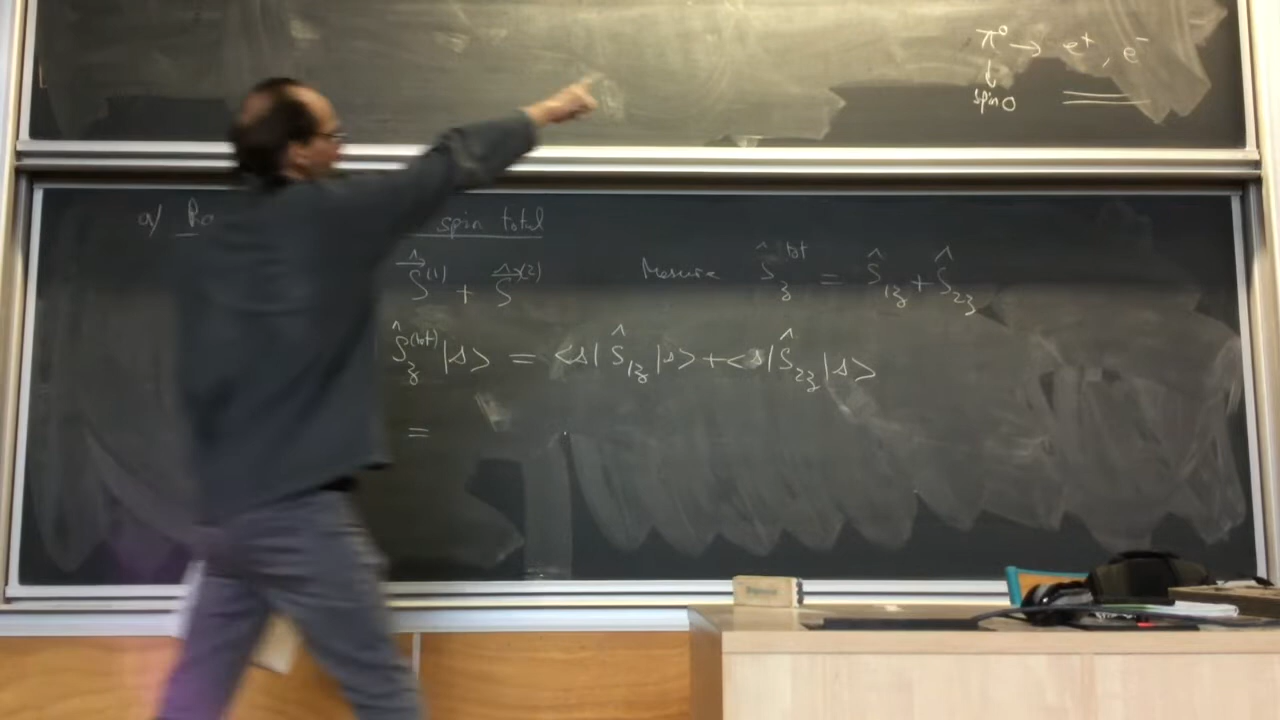 π⁰ → e⁺, e⁻
↓
spin 0
a) spin total
Ŝ⃗⁽¹⁾ + Ŝ⃗⁽²⁾ Mesure Ŝ_z^tot = Ŝ_1z + Ŝ_2z
Ŝ_z^(tot) |s> = <s| Ŝ_1z |s> + <s| Ŝ_2z |s>
=